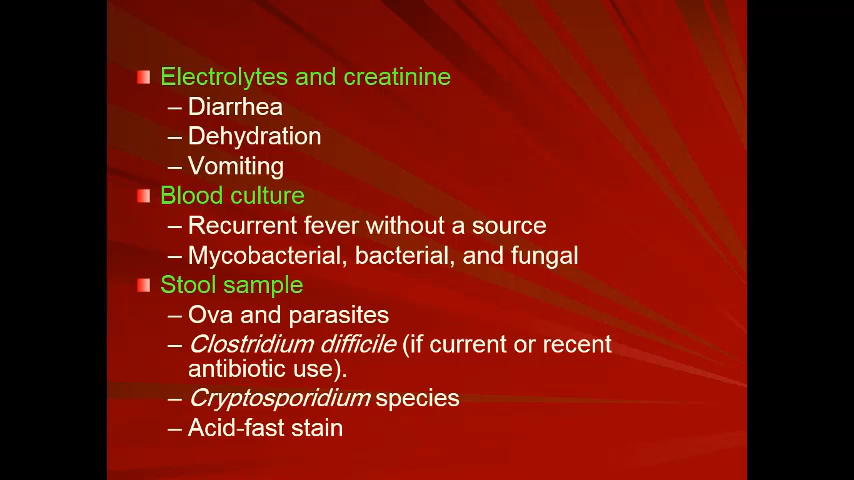 Electrolytes and creatinine
– Diarrhea
– Dehydration
– Vomiting
Blood culture
– Recurrent fever without a source
– Mycobacterial, bacterial, and fungal
Stool sample
– Ova and parasites
– Clostridium difficile (if current or recent
antibiotic use).
– Cryptosporidium species
– Acid-fast stain